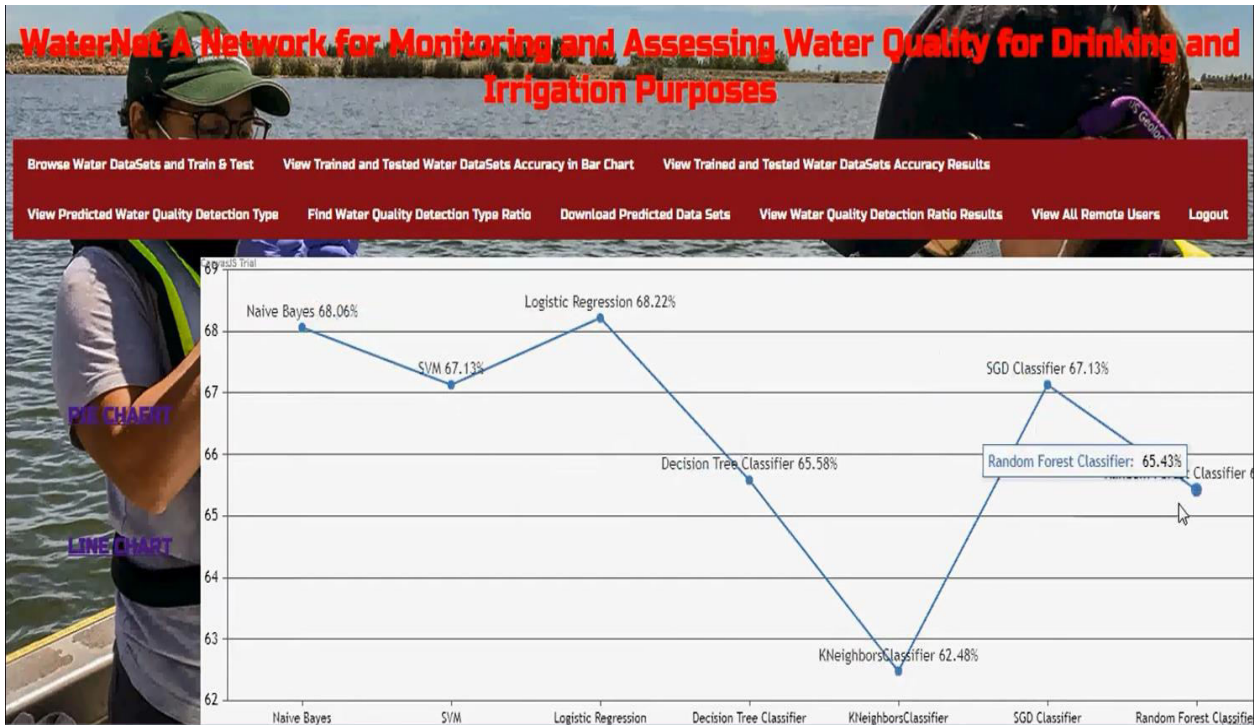 WaterNet A Network for Monitoring and Assessing Water Quality for Drinking and
Irrigation Purposes
Browse Water DataSets and Train & Test View Trained and Tested Water DataSets Accuracy in Bar Chart View Trained and Tested Water DataSets Accuracy Results
View Predicted Water Quality Detection Type Find Water Quality Detection Type Ratio Download Predicted Data Sets View Water Quality Detection Ratio Results View All Remote Users Logout
CanvasJS Trial
69
Logistic Regression 68.22%
Naive Bayes 68.06%
68
SVM 67.13%
SGD Classifier 67.13%
67
PIE CHAERT
66
Decision Tree Classifier 65.58%
Random Forest Classifier: 65.43%
Classifier 6
65
LINE CHART
64
63
KNeighborsClassifier 62.48%
62
Naive Bayes SVM Logistic Regression Decision Tree Classifier KNeighborsClassifier SGD Classifier Random Forest Classifie